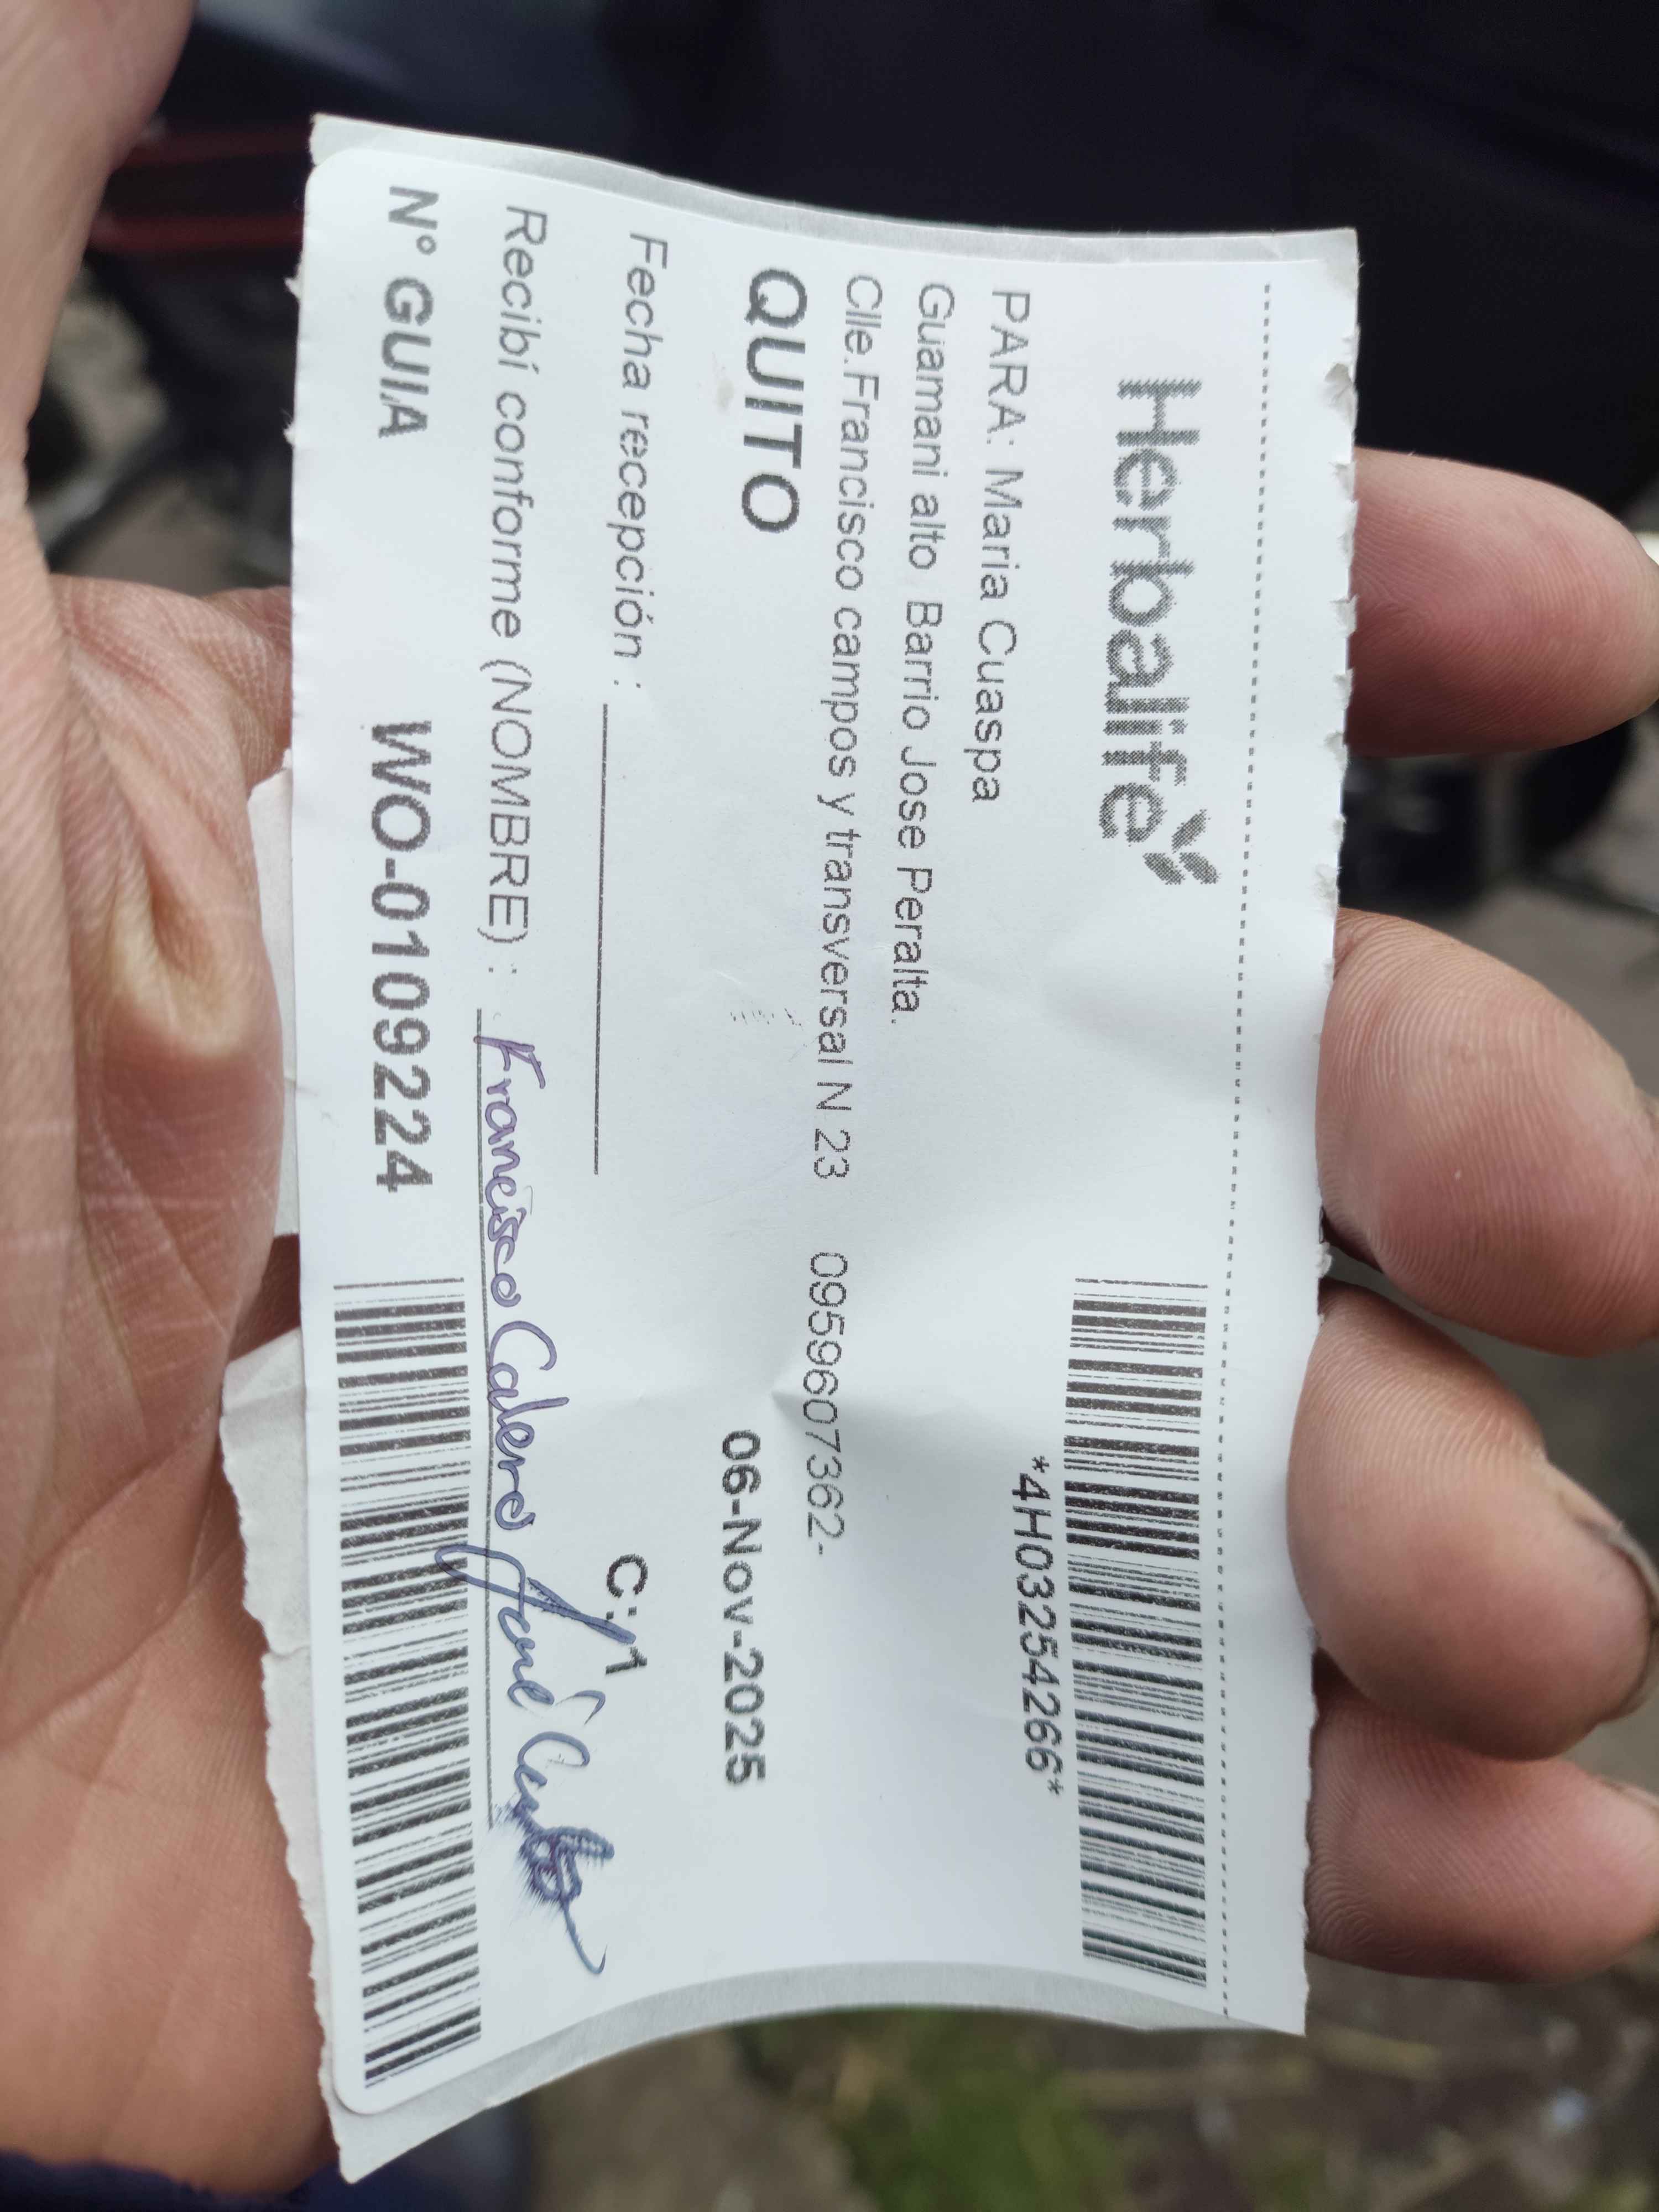 Herbalife
*4H03254266*
PARA: Maria Cuaspa
Guamani alto Barrio Jose Peralta.
Clle.Francisco campos y transversal N 23 0959607362-
QUITO 06-Nov-2025
Fecha recepción : C:/1
Recibí conforme (NOMBRE) : Francisco Calero José
N° GUIA WO-0109224